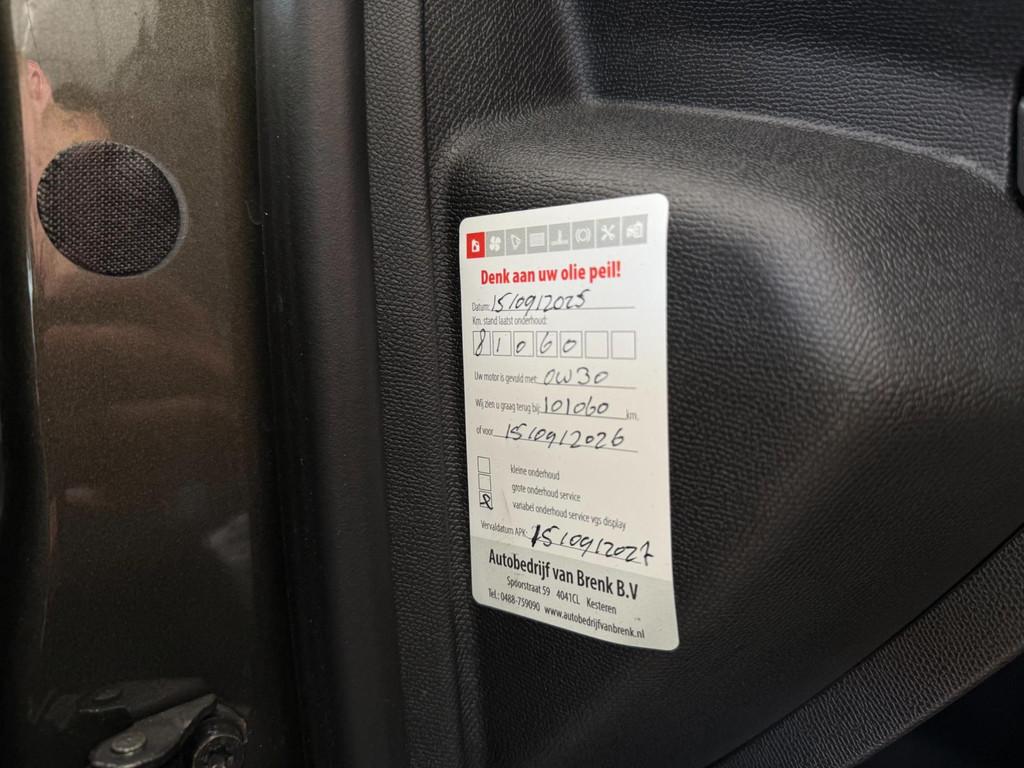 Denk aan uw olie peil!
Datum: 15/09/2025
Km. stand laatst onderhoud:
81060
Uw motor is gevuld met: 0W30
Wij zien u graag terug bij: 101060 km.
of voor 15/09/2026
kleine onderhoud
grote onderhoud service
variabel onderhoud service vgs display
Vervaldatum APK: 15/09/2027
Autobedrijf van Brenk B.V
Spoorstraat 59 4041CL Kesteren
Tel.: 0488-759090 www.autobedrijfvanbrenk.nl